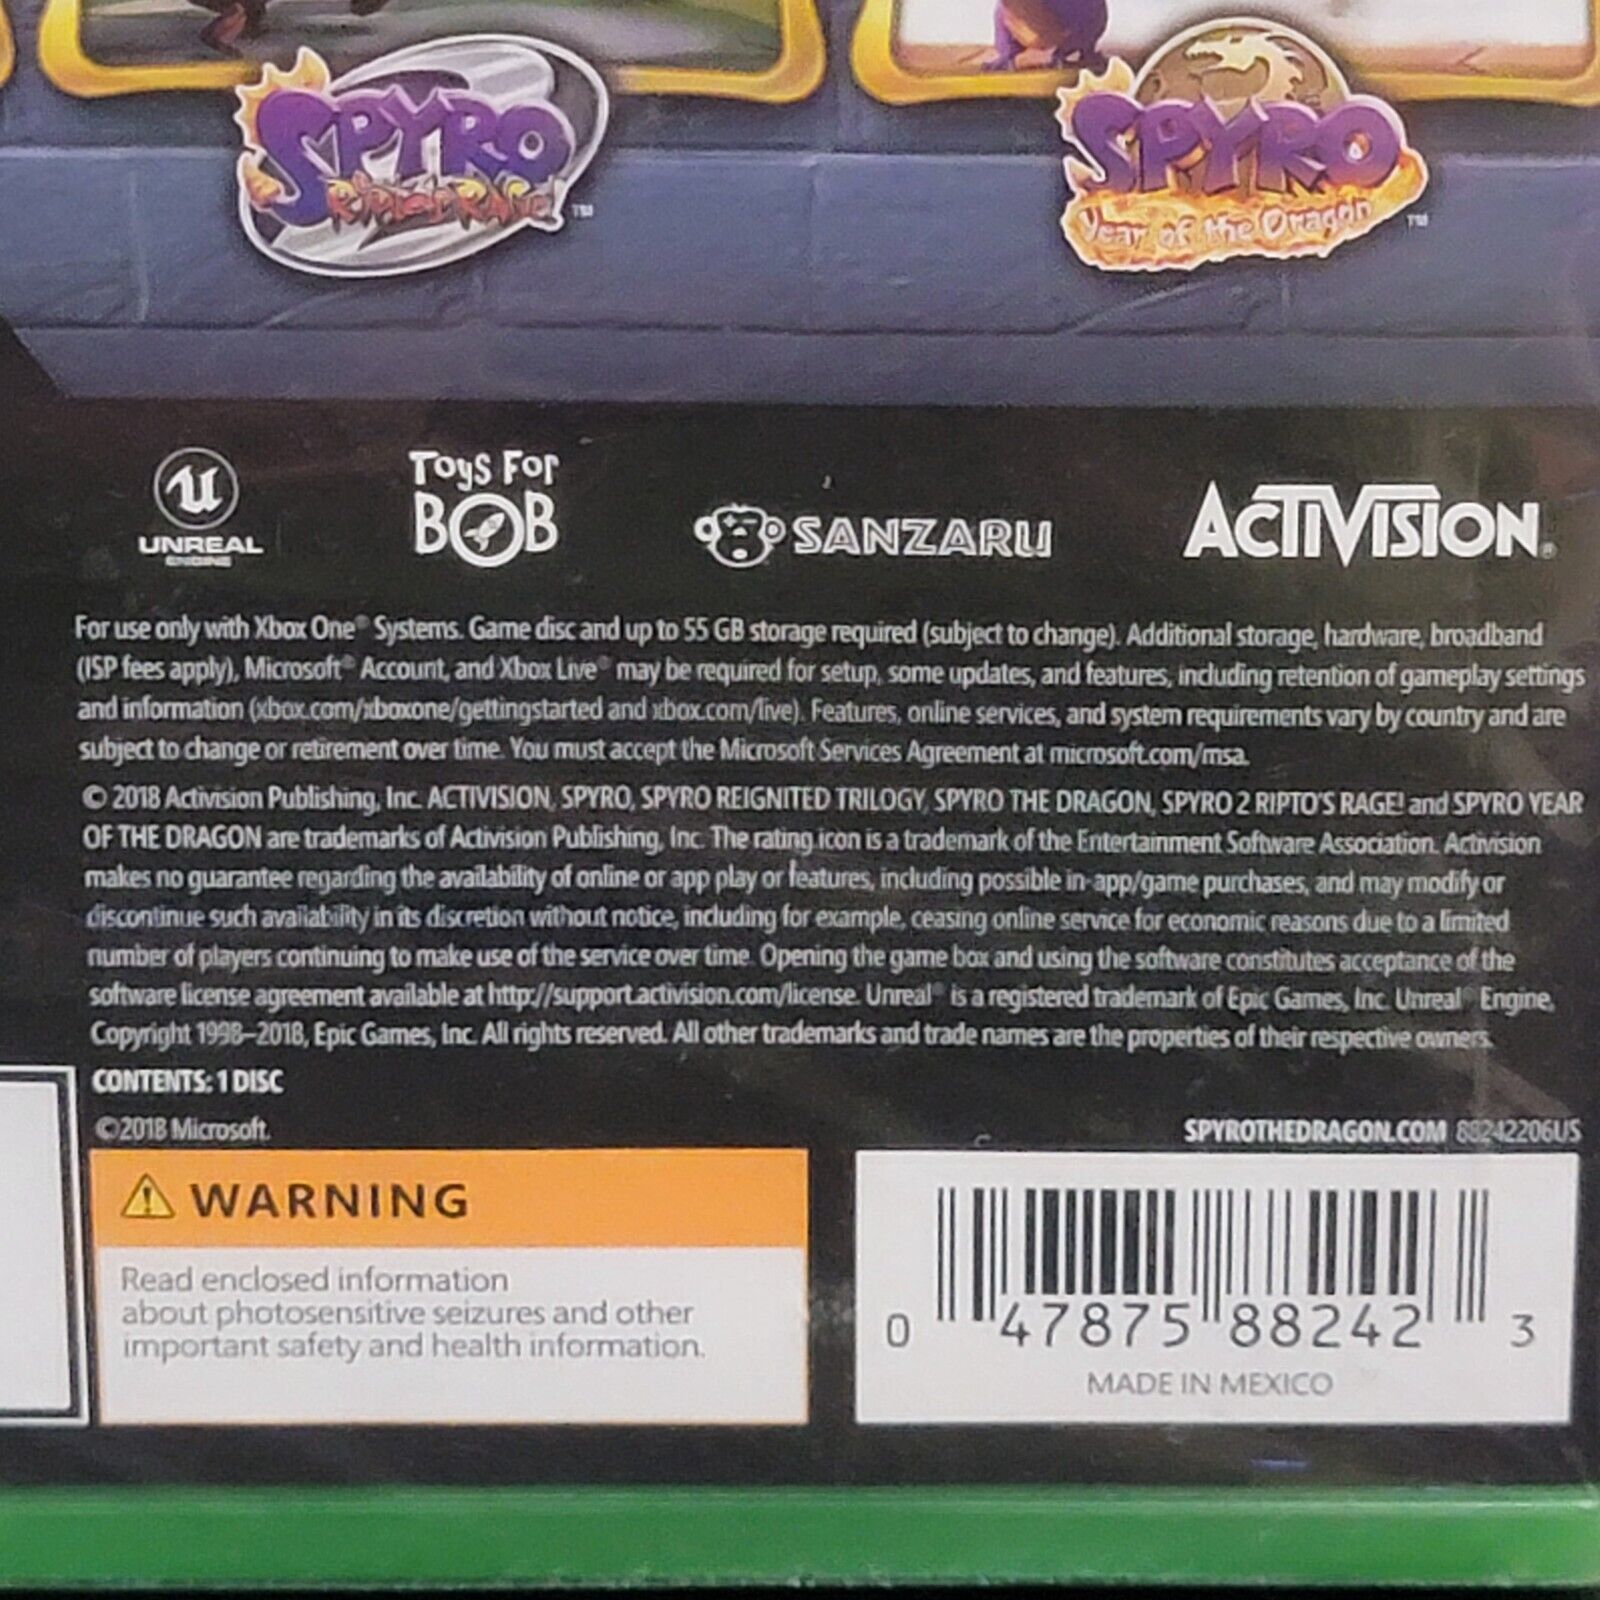 SPYRO
RIPTO'S RAGE! ™
SPYRO
Year of the Dragon ™
UNREAL
ENGINE
Toys For
BOB
SANZARU
ACTIVISION®
For use only with Xbox One® Systems. Game disc and up to 55 GB storage required (subject to change). Additional storage, hardware, broadband
(ISP fees apply), Microsoft® Account, and Xbox Live® may be required for setup, some updates, and features, including retention of gameplay settings
and information (xbox.com/xboxone/gettingstarted and xbox.com/live). Features, online services, and system requirements vary by country and are
subject to change or retirement over time. You must accept the Microsoft Services Agreement at microsoft.com/msa.
© 2018 Activision Publishing, Inc. ACTIVISION, SPYRO, SPYRO REIGNITED TRILOGY, SPYRO THE DRAGON, SPYRO 2 RIPTO'S RAGE! and SPYRO YEAR
OF THE DRAGON are trademarks of Activision Publishing, Inc. The rating icon is a trademark of the Entertainment Software Association. Activision
makes no guarantee regarding the availability of online or app play or features, including possible in-app/game purchases, and may modify or
discontinue such availability in its discretion without notice, including for example, ceasing online service for economic reasons due to a limited
number of players continuing to make use of the service over time. Opening the game box and using the software constitutes acceptance of the
software license agreement available at http://support.activision.com/license. Unreal® is a registered trademark of Epic Games, Inc. Unreal® Engine,
Copyright 1998–2018, Epic Games, Inc. All rights reserved. All other trademarks and trade names are the properties of their respective owners.
CONTENTS: 1 DISC
©2018 Microsoft.
SPYROTHEDRAGON.COM 88242206US
WARNING
Read enclosed information
about photosensitive seizures and other
important safety and health information.
0 47875 88242 3
MADE IN MEXICO